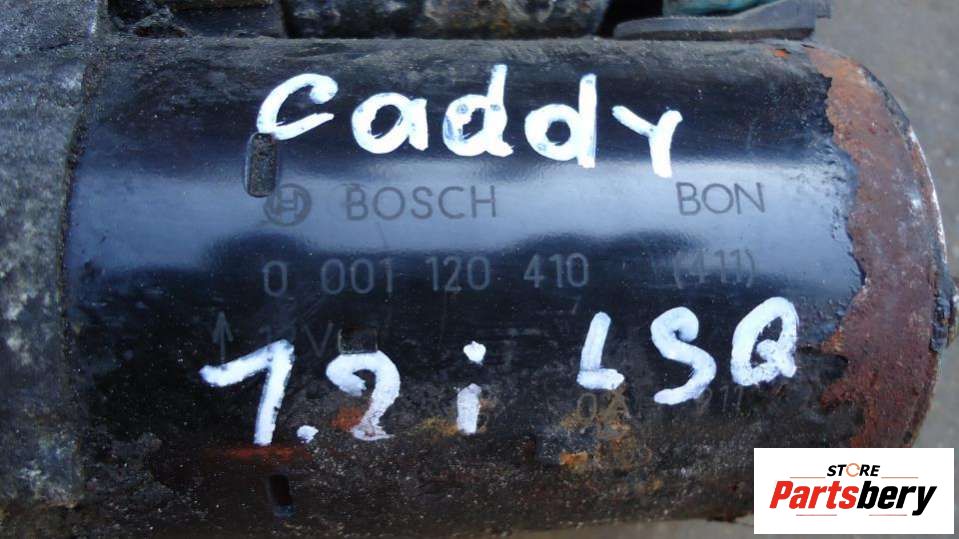 Caddy
BOSCH BON
0 001 120 410 (411)
1.2i LSQ
STORE
Partsbery